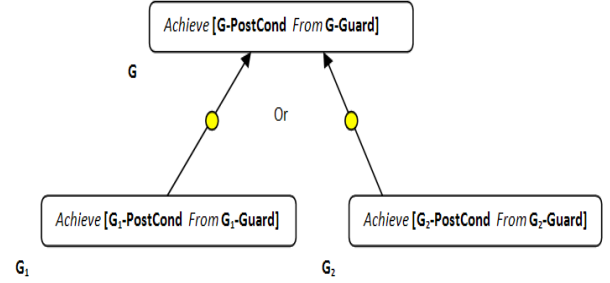 Achieve [G-PostCond From G-Guard]
G
Or
Achieve [G₁-PostCond From G₁-Guard]
Achieve [G₂-PostCond From G₂-Guard]
G₁
G₂